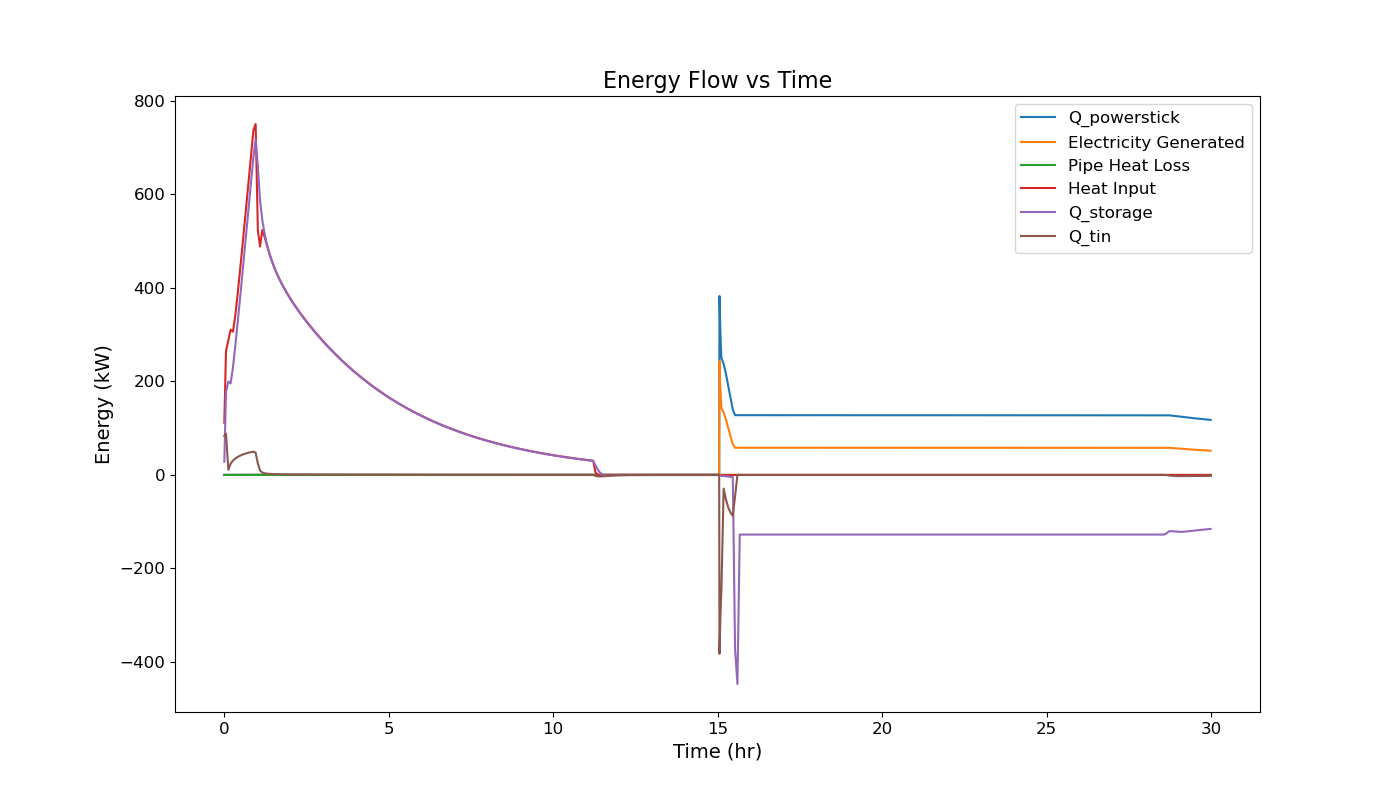 Energy Flow vs Time
Energy (kW)
800
600
400
200
0
−200
−400
Q_powerstick
Electricity Generated
Pipe Heat Loss
Heat Input
Q_storage
Q_tin
0 5 10 15 20 25 30
Time (hr)